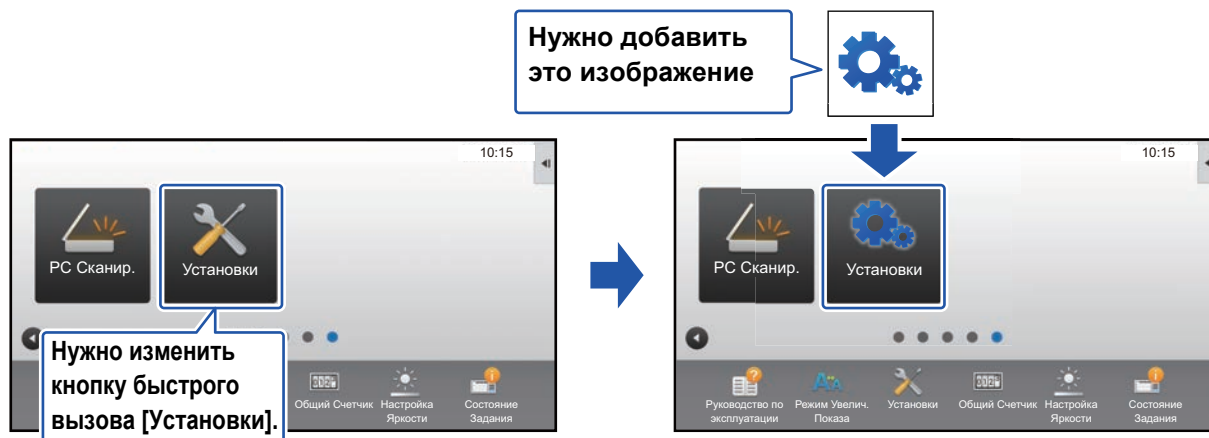 Нужно добавить
это изображение
10:15
PC Сканир.
Установки
Нужно изменить
кнопку быстрого
вызова [Установки].
Общий Счетчик
Настройка
Яркости
Состояние
Задания
10:15
PC Сканир.
Установки
Руководство по
эксплуатации
Режим Увелич.
Показа
Установки
Общий Счетчик
Настройка
Яркости
Состояние
Задания